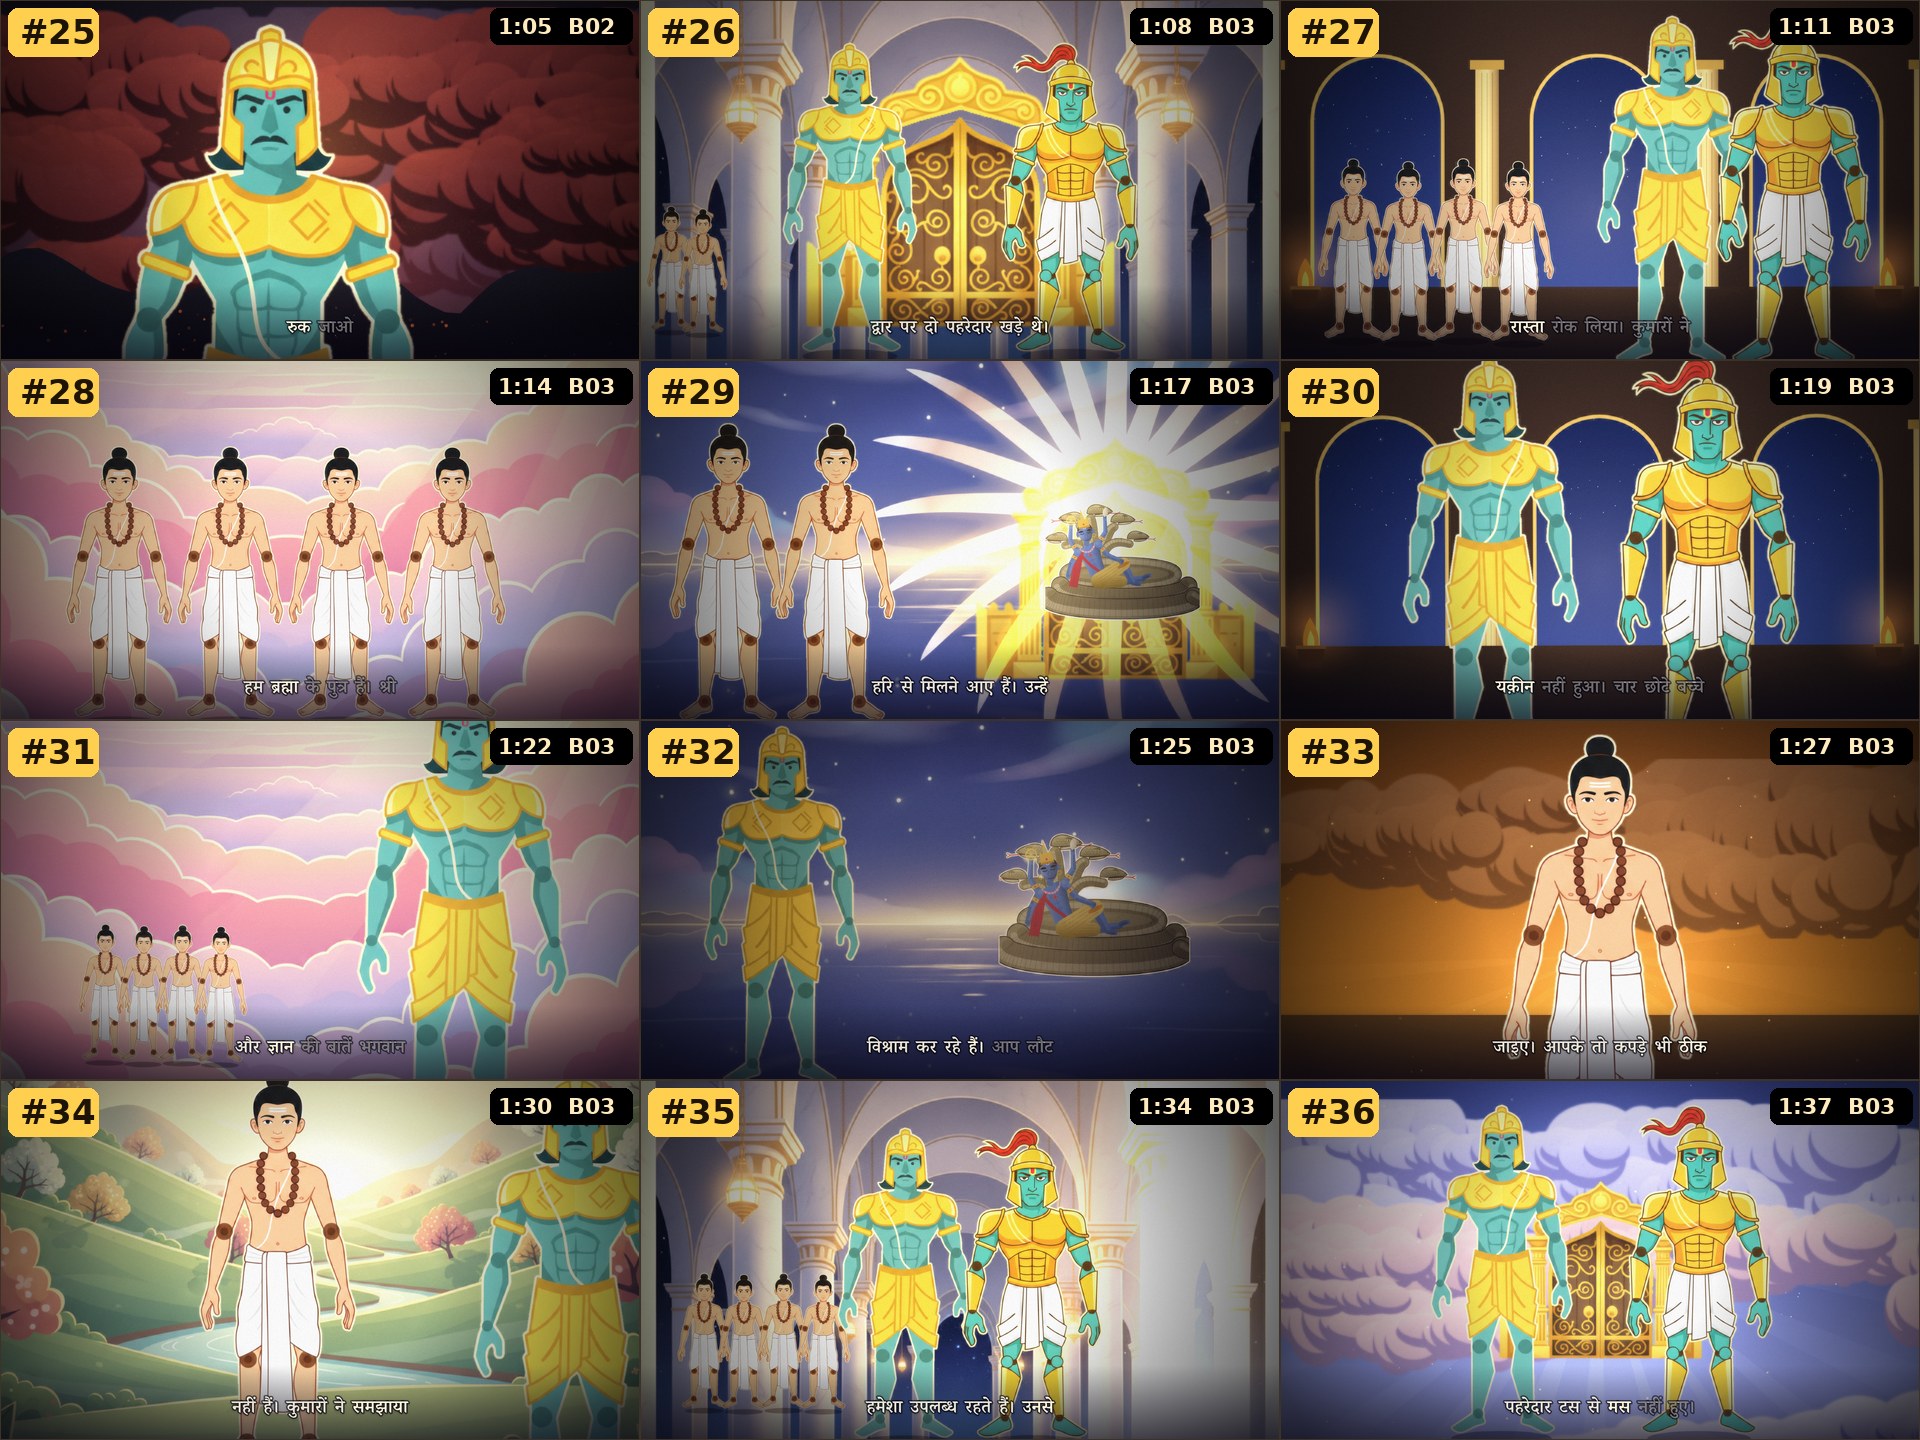 #25
1:05 B02
रुक जाओ
#26
1:08 B03
द्वार पर दो पहरेदार खड़े थे।
#27
1:11 B03
रास्ता रोक लिया। कुमारों ने
#28
1:14 B03
हम ब्रह्मा के पुत्र हैं। श्री
#29
1:17 B03
हरि से मिलने आए हैं। उन्हें
#30
1:19 B03
यक़ीन नहीं हुआ। चार छोटे बच्चे
#31
1:22 B03
और ज्ञान की बातें भगवान
#32
1:25 B03
विश्राम कर रहे हैं। आप लौट
#33
1:27 B03
जाइए। आपके तो कपड़े भी ठीक
#34
1:30 B03
नहीं हैं। कुमारों ने समझाया
#35
1:34 B03
हमेशा उपलब्ध रहते हैं। उनसे
#36
1:37 B03
पहरेदार टस से मस नहीं हुए।